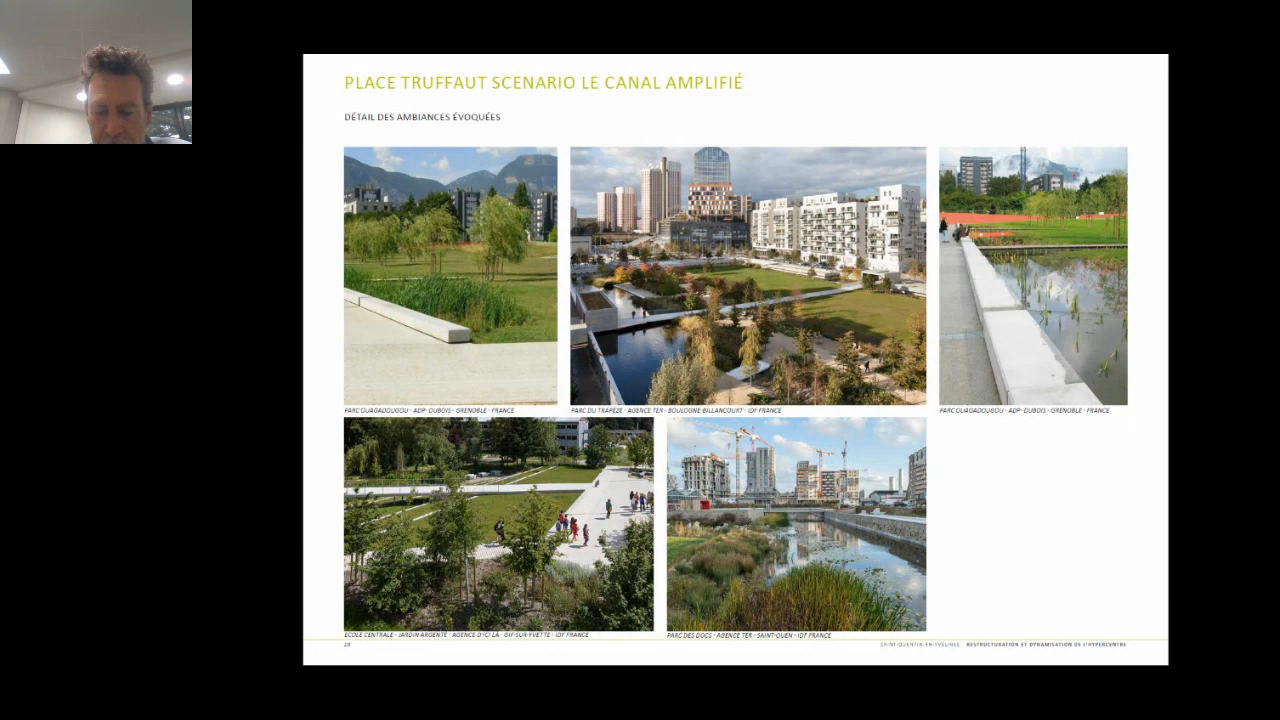 PLACE TRUFFAUT SCENARIO LE CANAL AMPLIFIÉ
DÉTAIL DES AMBIANCES ÉVOQUÉES
PARC OUAGADOUGOU - ADP- DUBOIS - GRENOBLE - FRANCE
PARC DU TRAPÈZE - AGENCE TER - BOULOGNE-BILLANCOURT - IDF FRANCE
PARC OUAGADOUGOU - ADP- DUBOIS - GRENOBLE - FRANCE
ECOLE CENTRALE - JARDIN ARGENTÉ - AGENCE D'ICI LÀ - GIF-SUR-YVETTE - IDF FRANCE
PARC DES DOCS - AGENCE TER - SAINT-OUEN - IDF FRANCE
28
SAINT-QUENTIN-EN-YVELINES RESTRUCTURATION ET DYNAMISATION DE L'HYPERCENTRE